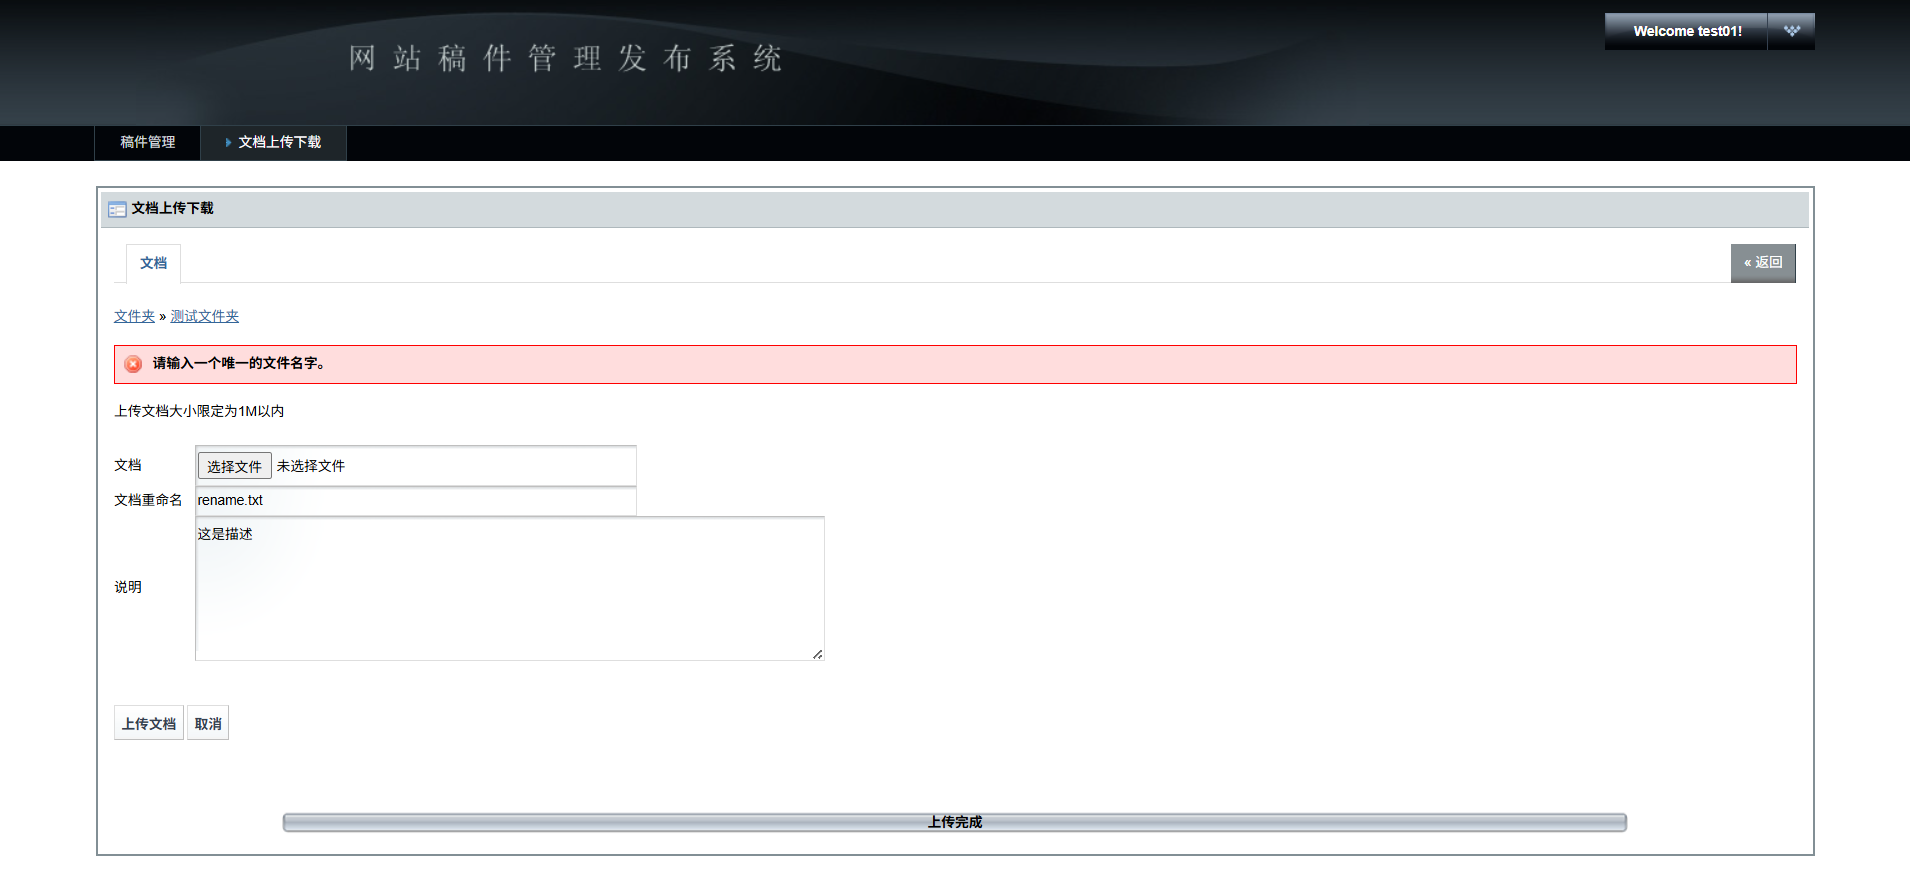 网站稿件管理发布系统
Welcome test01!
稿件管理
文档上传下载
文档上传下载
文档
« 返回
文件夹 » 测试文件夹
请输入一个唯一的文件名字。
上传文档大小限定为1M以内
文档 选择文件 未选择文件
文档重命名 rename.txt
说明 这是描述
上传文档 取消
上传完成